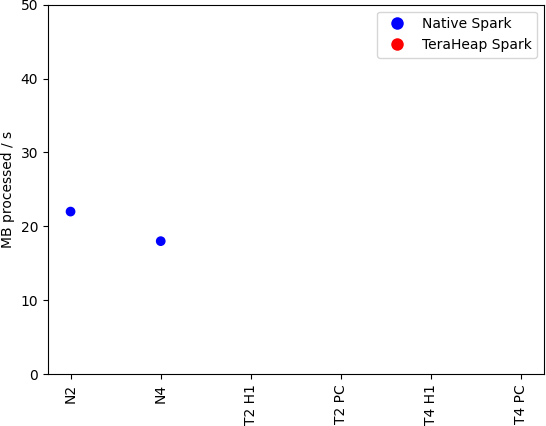 50
40
30
20
10
0
MB processed / s
Native Spark
TeraHeap Spark
N2
N4
T2 H1
T2 PC
T4 H1
T4 PC